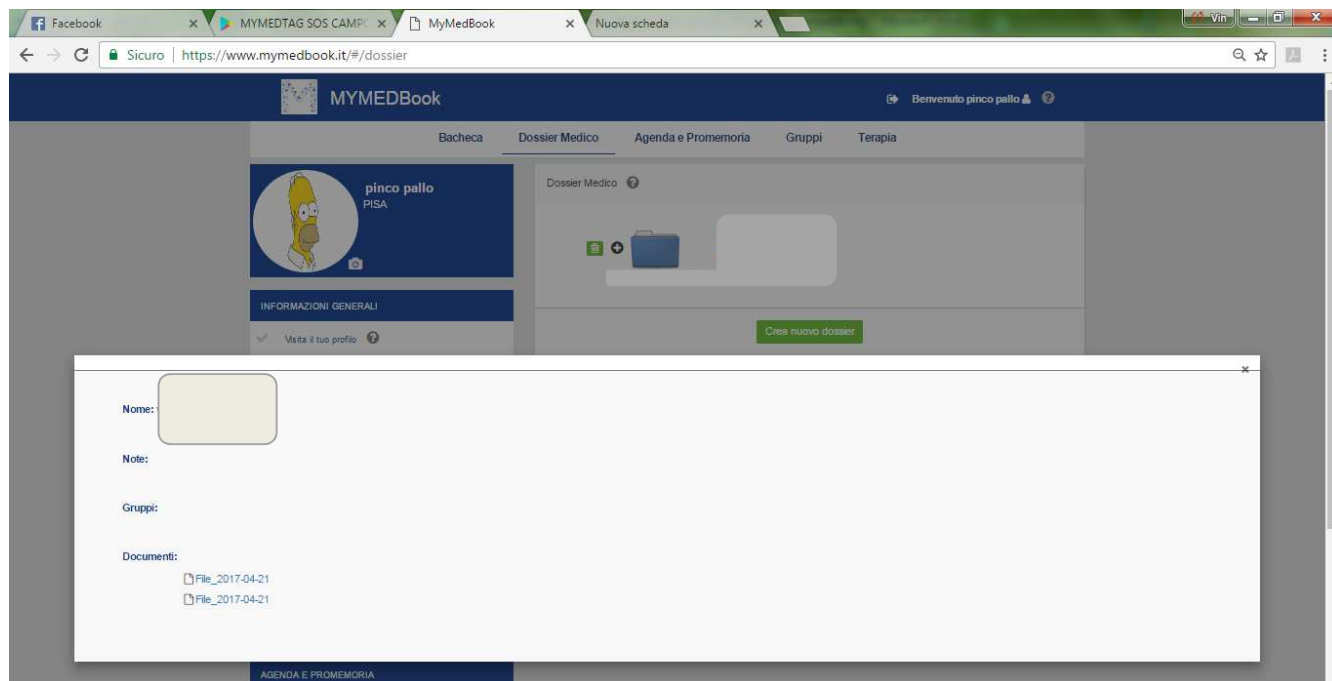 Facebook
MYMEDTAG SOS CAMP
MyMedBook
Nuova scheda
Vin
Sicuro | https://www.mymedbook.it/#/dossier
MYMEDBook
Benvenuto pinco pallo
Bacheca Dossier Medico Agenda e Promemoria Gruppi Terapia
pinco pallo
PISA
Dossier Medico
INFORMAZIONI GENERALI
Visita il tuo profilo
Crea nuovo dossier
Nome:
Note:
Gruppi:
Documenti:
File_2017-04-21
File_2017-04-21
AGENDA E PROMEMORIA